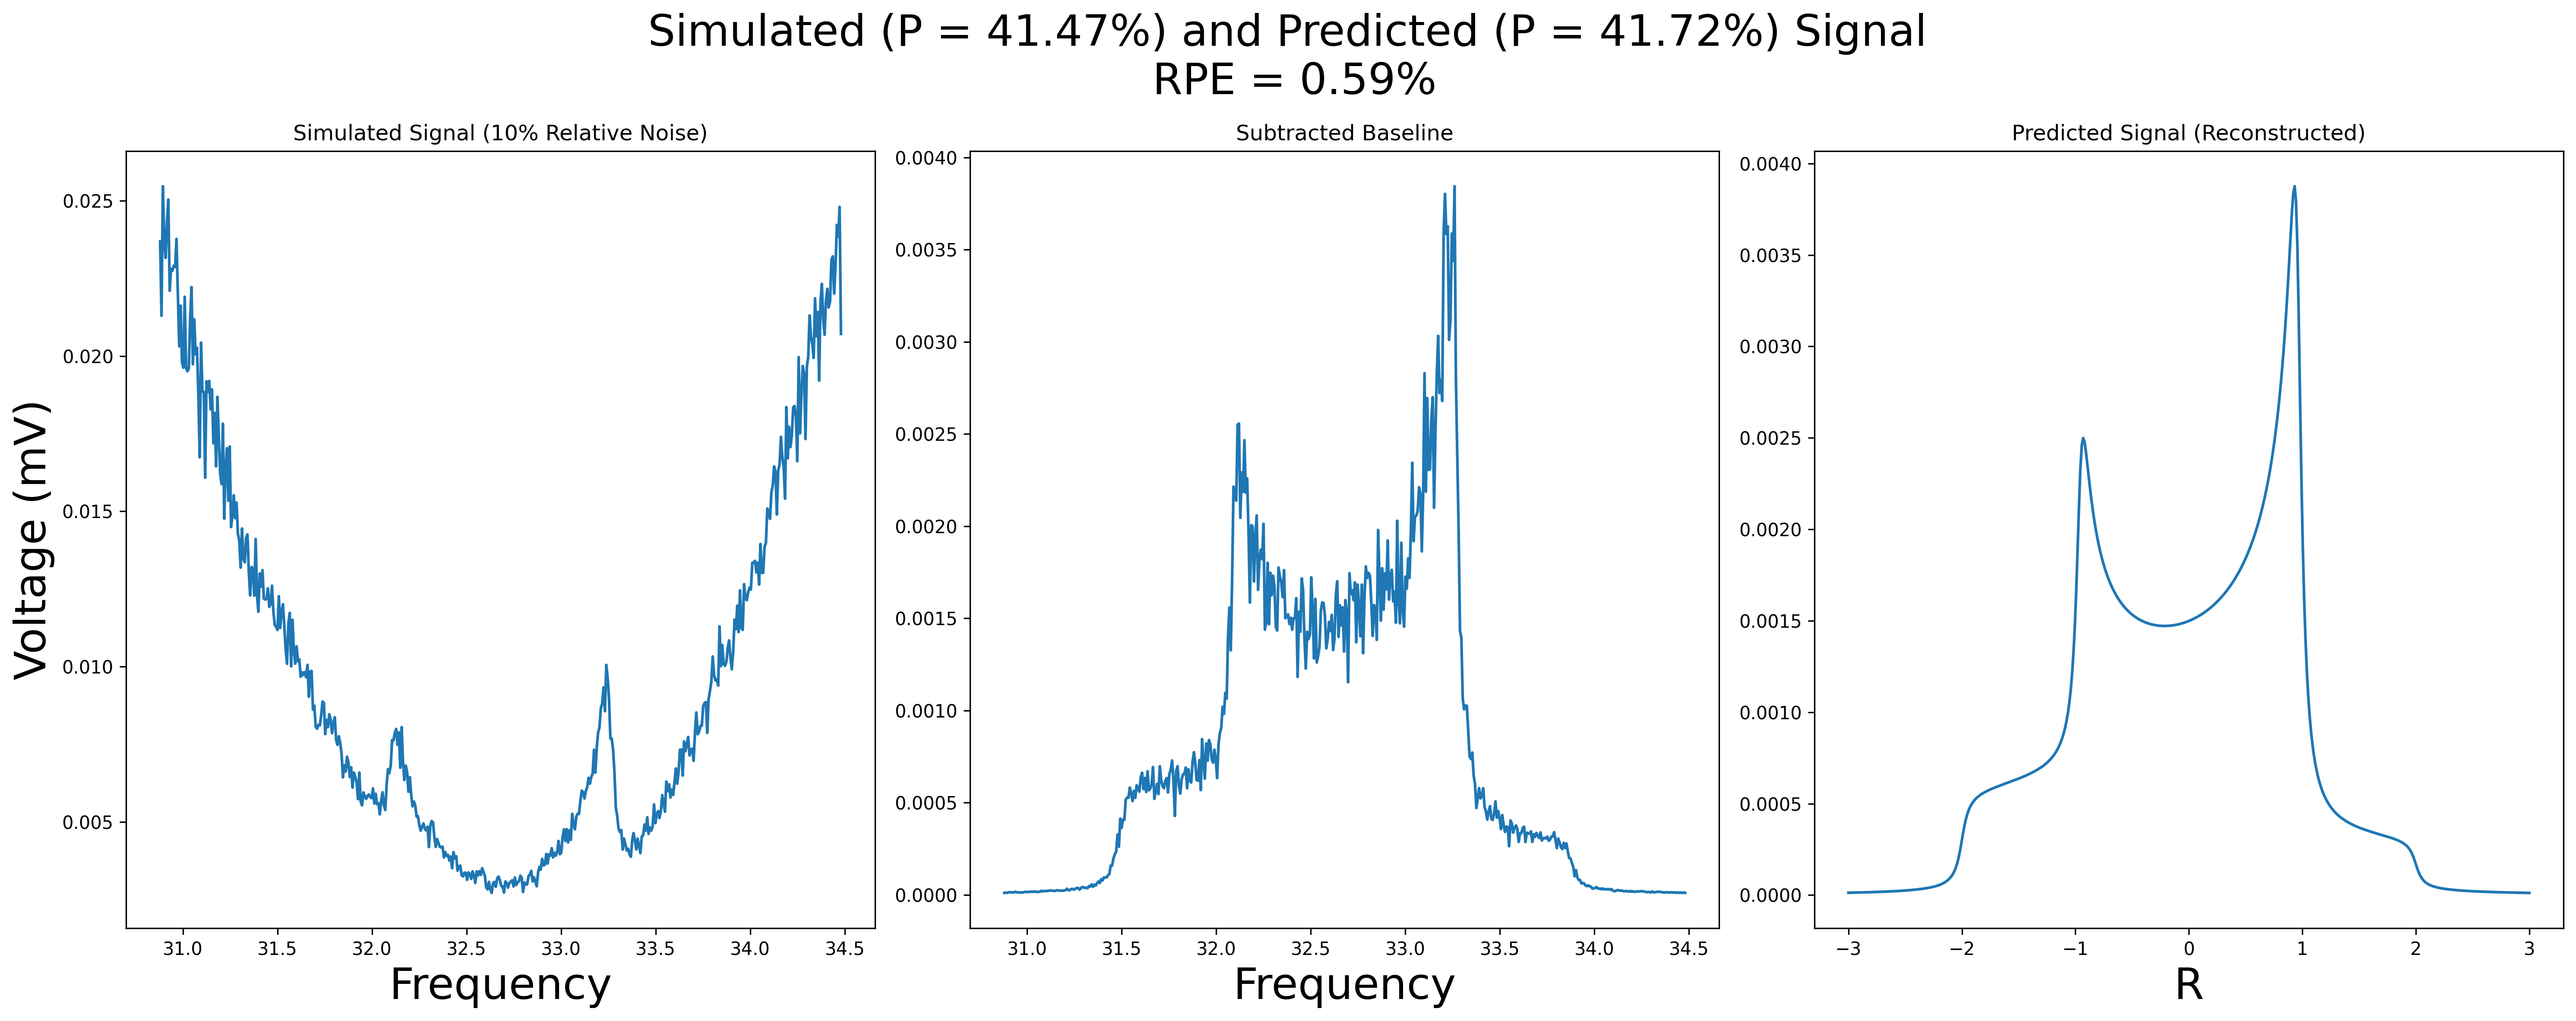 Simulated (P = 41.47%) and Predicted (P = 41.72%) Signal
RPE = 0.59%
Simulated Signal (10% Relative Noise)
Voltage (mV)
0.025
0.020
0.015
0.010
0.005
31.0 31.5 32.0 32.5 33.0 33.5 34.0 34.5
Frequency
Subtracted Baseline
0.0040
0.0035
0.0030
0.0025
0.0020
0.0015
0.0010
0.0005
0.0000
31.0 31.5 32.0 32.5 33.0 33.5 34.0 34.5
Frequency
Predicted Signal (Reconstructed)
0.0040
0.0035
0.0030
0.0025
0.0020
0.0015
0.0010
0.0005
0.0000
−3 −2 −1 0 1 2 3
R